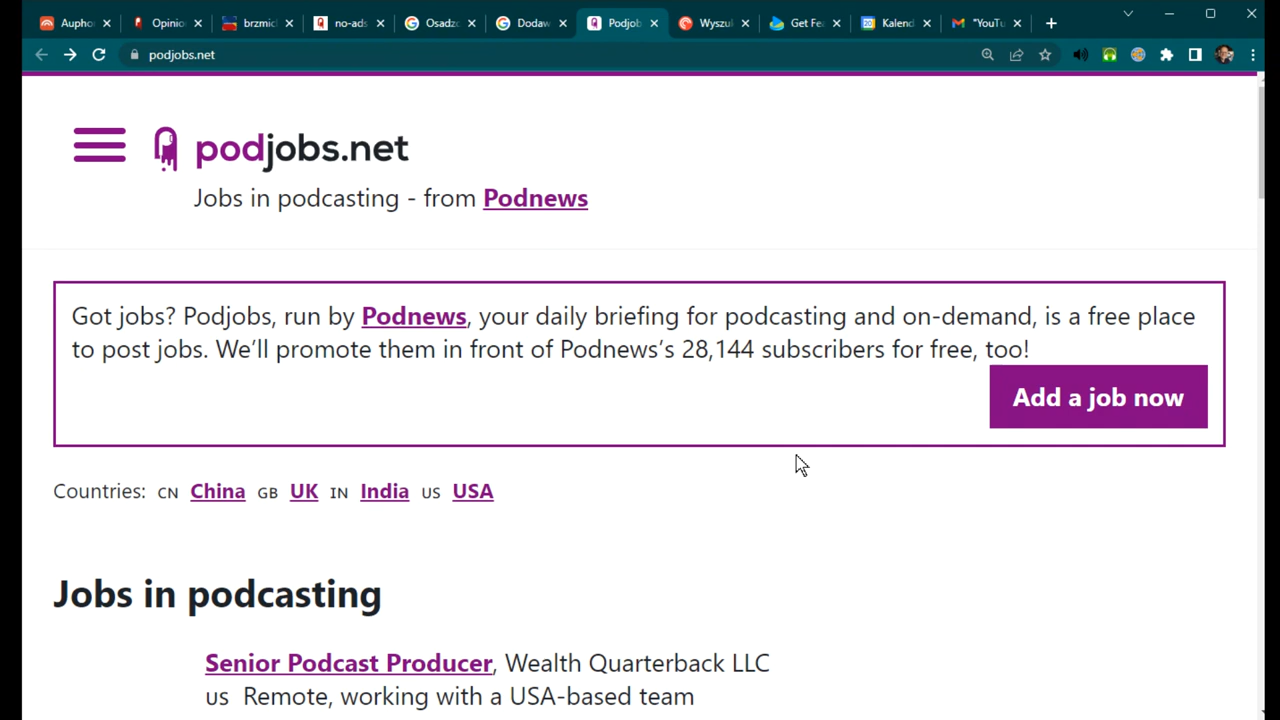 Auphos
Opinio
brzmic
no-ads
Osadzo
Dodaw
Podjob
Wyszuk
Get Fea
Kalend
"YouTu
podjobs.net
podjobs.net
Jobs in podcasting - from Podnews
Got jobs? Podjobs, run by Podnews, your daily briefing for podcasting and on-demand, is a free place
to post jobs. We’ll promote them in front of Podnews’s 28,144 subscribers for free, too!
Add a job now
Countries: CN China GB UK IN India US USA
Jobs in podcasting
Senior Podcast Producer, Wealth Quarterback LLC
US Remote, working with a USA-based team